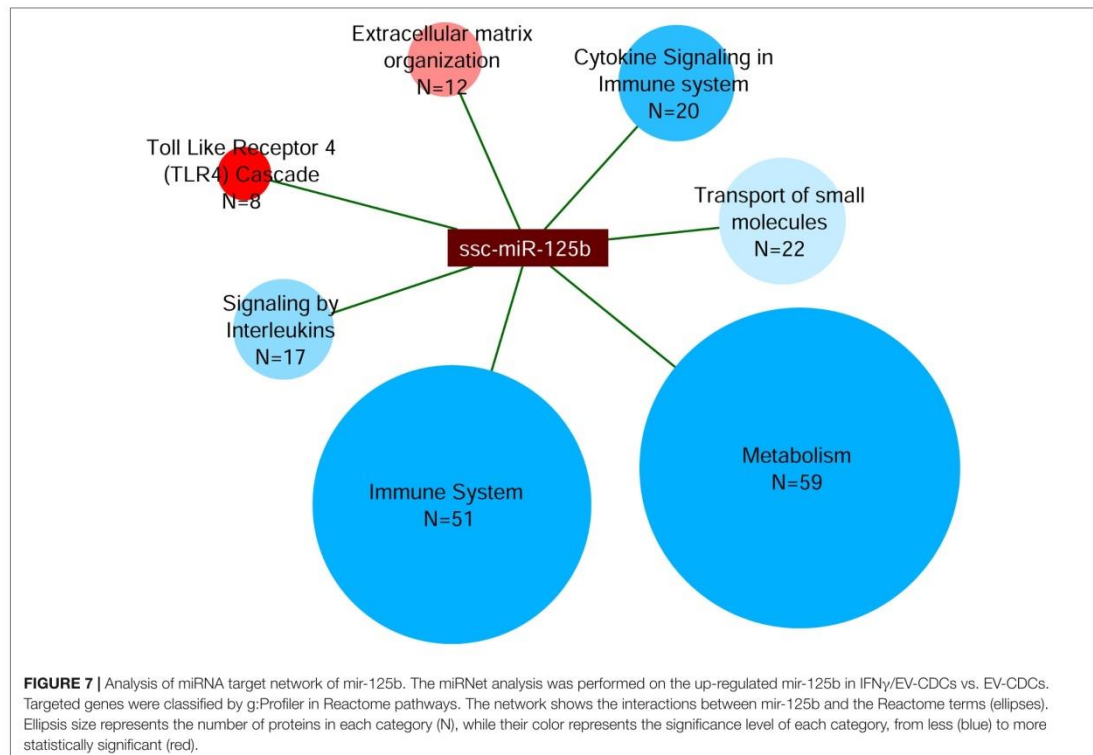 Extracellular matrix
organization
N=12
Cytokine Signaling in
Immune system
N=20
Toll Like Receptor 4
(TLR4) Cascade
N=8
Transport of small
molecules
N=22
ssc-miR-125b
Signaling by
Interleukins
N=17
Immune System
N=51
Metabolism
N=59
FIGURE 7 | Analysis of miRNA target network of mir-125b. The miRNet analysis was performed on the up-regulated mir-125b in IFNγ/EV-CDCs vs. EV-CDCs.
Targeted genes were classified by g:Profiler in Reactome pathways. The network shows the interactions between mir-125b and the Reactome terms (ellipses).
Ellipsis size represents the number of proteins in each category (N), while their color represents the significance level of each category, from less (blue) to more
statistically significant (red).